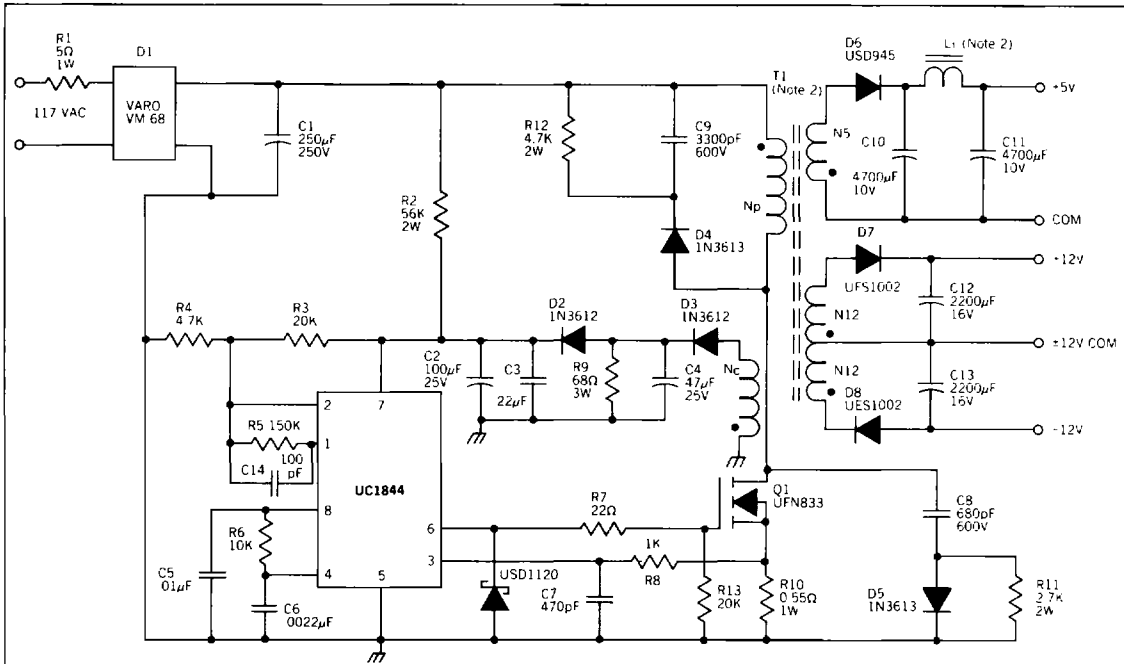 R1
5Ω
1W
D1
VARO
VM 68
117 VAC
C1
250µF
250V
R12
4.7K
2W
C9
3300pF
600V
T1
(Note 2)
D6
USD945
L1 (Note 2)
+5V
N5
C10
4700µF
10V
C11
4700µF
10V
COM
R2
56K
2W
Np
D4
1N3613
D7
UFS1002
+12V
C12
2200µF
16V
N12
±12V COM
N12
C13
2200µF
16V
D8
UES1002
-12V
R4
4.7K
R3
20K
D2
1N3612
D3
1N3612
C2
100µF
25V
C3
22µF
R9
68Ω
3W
C4
47µF
25V
Nc
2
7
R5 150K
1
100
pF
C14
UC1844
8
R6
10K
4
5
6
3
C5
01µF
C6
0022µF
R7
22Ω
Q1
UFN833
1K
R8
USD1120
C7
470pF
R13
20K
R10
0.55Ω
1W
C8
680pF
600V
D5
1N3613
R11
2.7K
2W